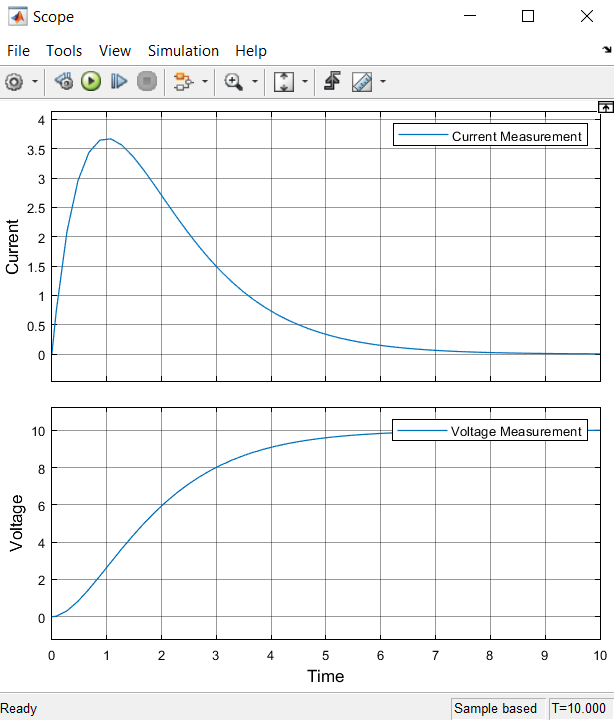 Scope
File Tools View Simulation Help
4
3.5
3
2.5
2
1.5
1
0.5
0
Current
Current Measurement
10
8
6
4
2
0
Voltage
Voltage Measurement
0 1 2 3 4 5 6 7 8 9 10
Time
Ready Sample based T=10.000